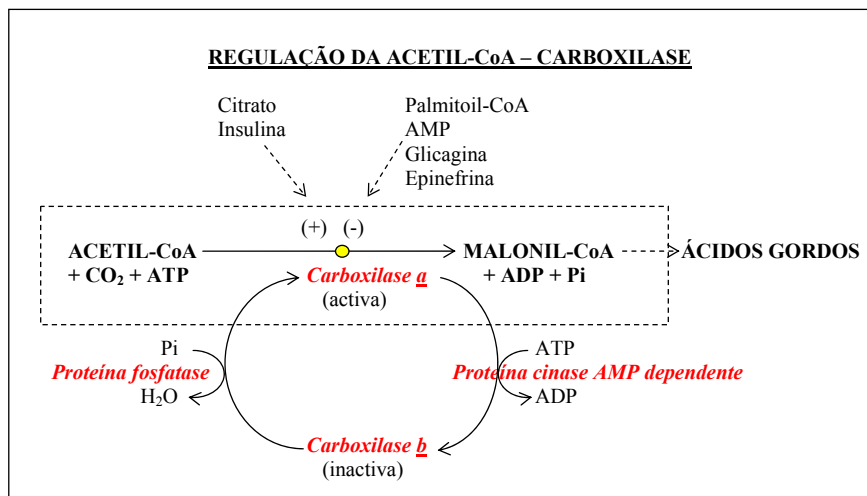 REGULAÇÃO DA ACETIL-CoA – CARBOXILASE
Citrato
Insulina
Palmitoil-CoA
AMP
Glicagina
Epinefrina
(+) (-)
ACETIL-CoA
+ CO₂ + ATP
MALONIL-CoA
+ ADP + Pi
ÁCIDOS GORDOS
Carboxilase a
(activa)
Pi
Proteína fosfatase
H₂O
ATP
Proteína cinase AMP dependente
ADP
Carboxilase b
(inactiva)